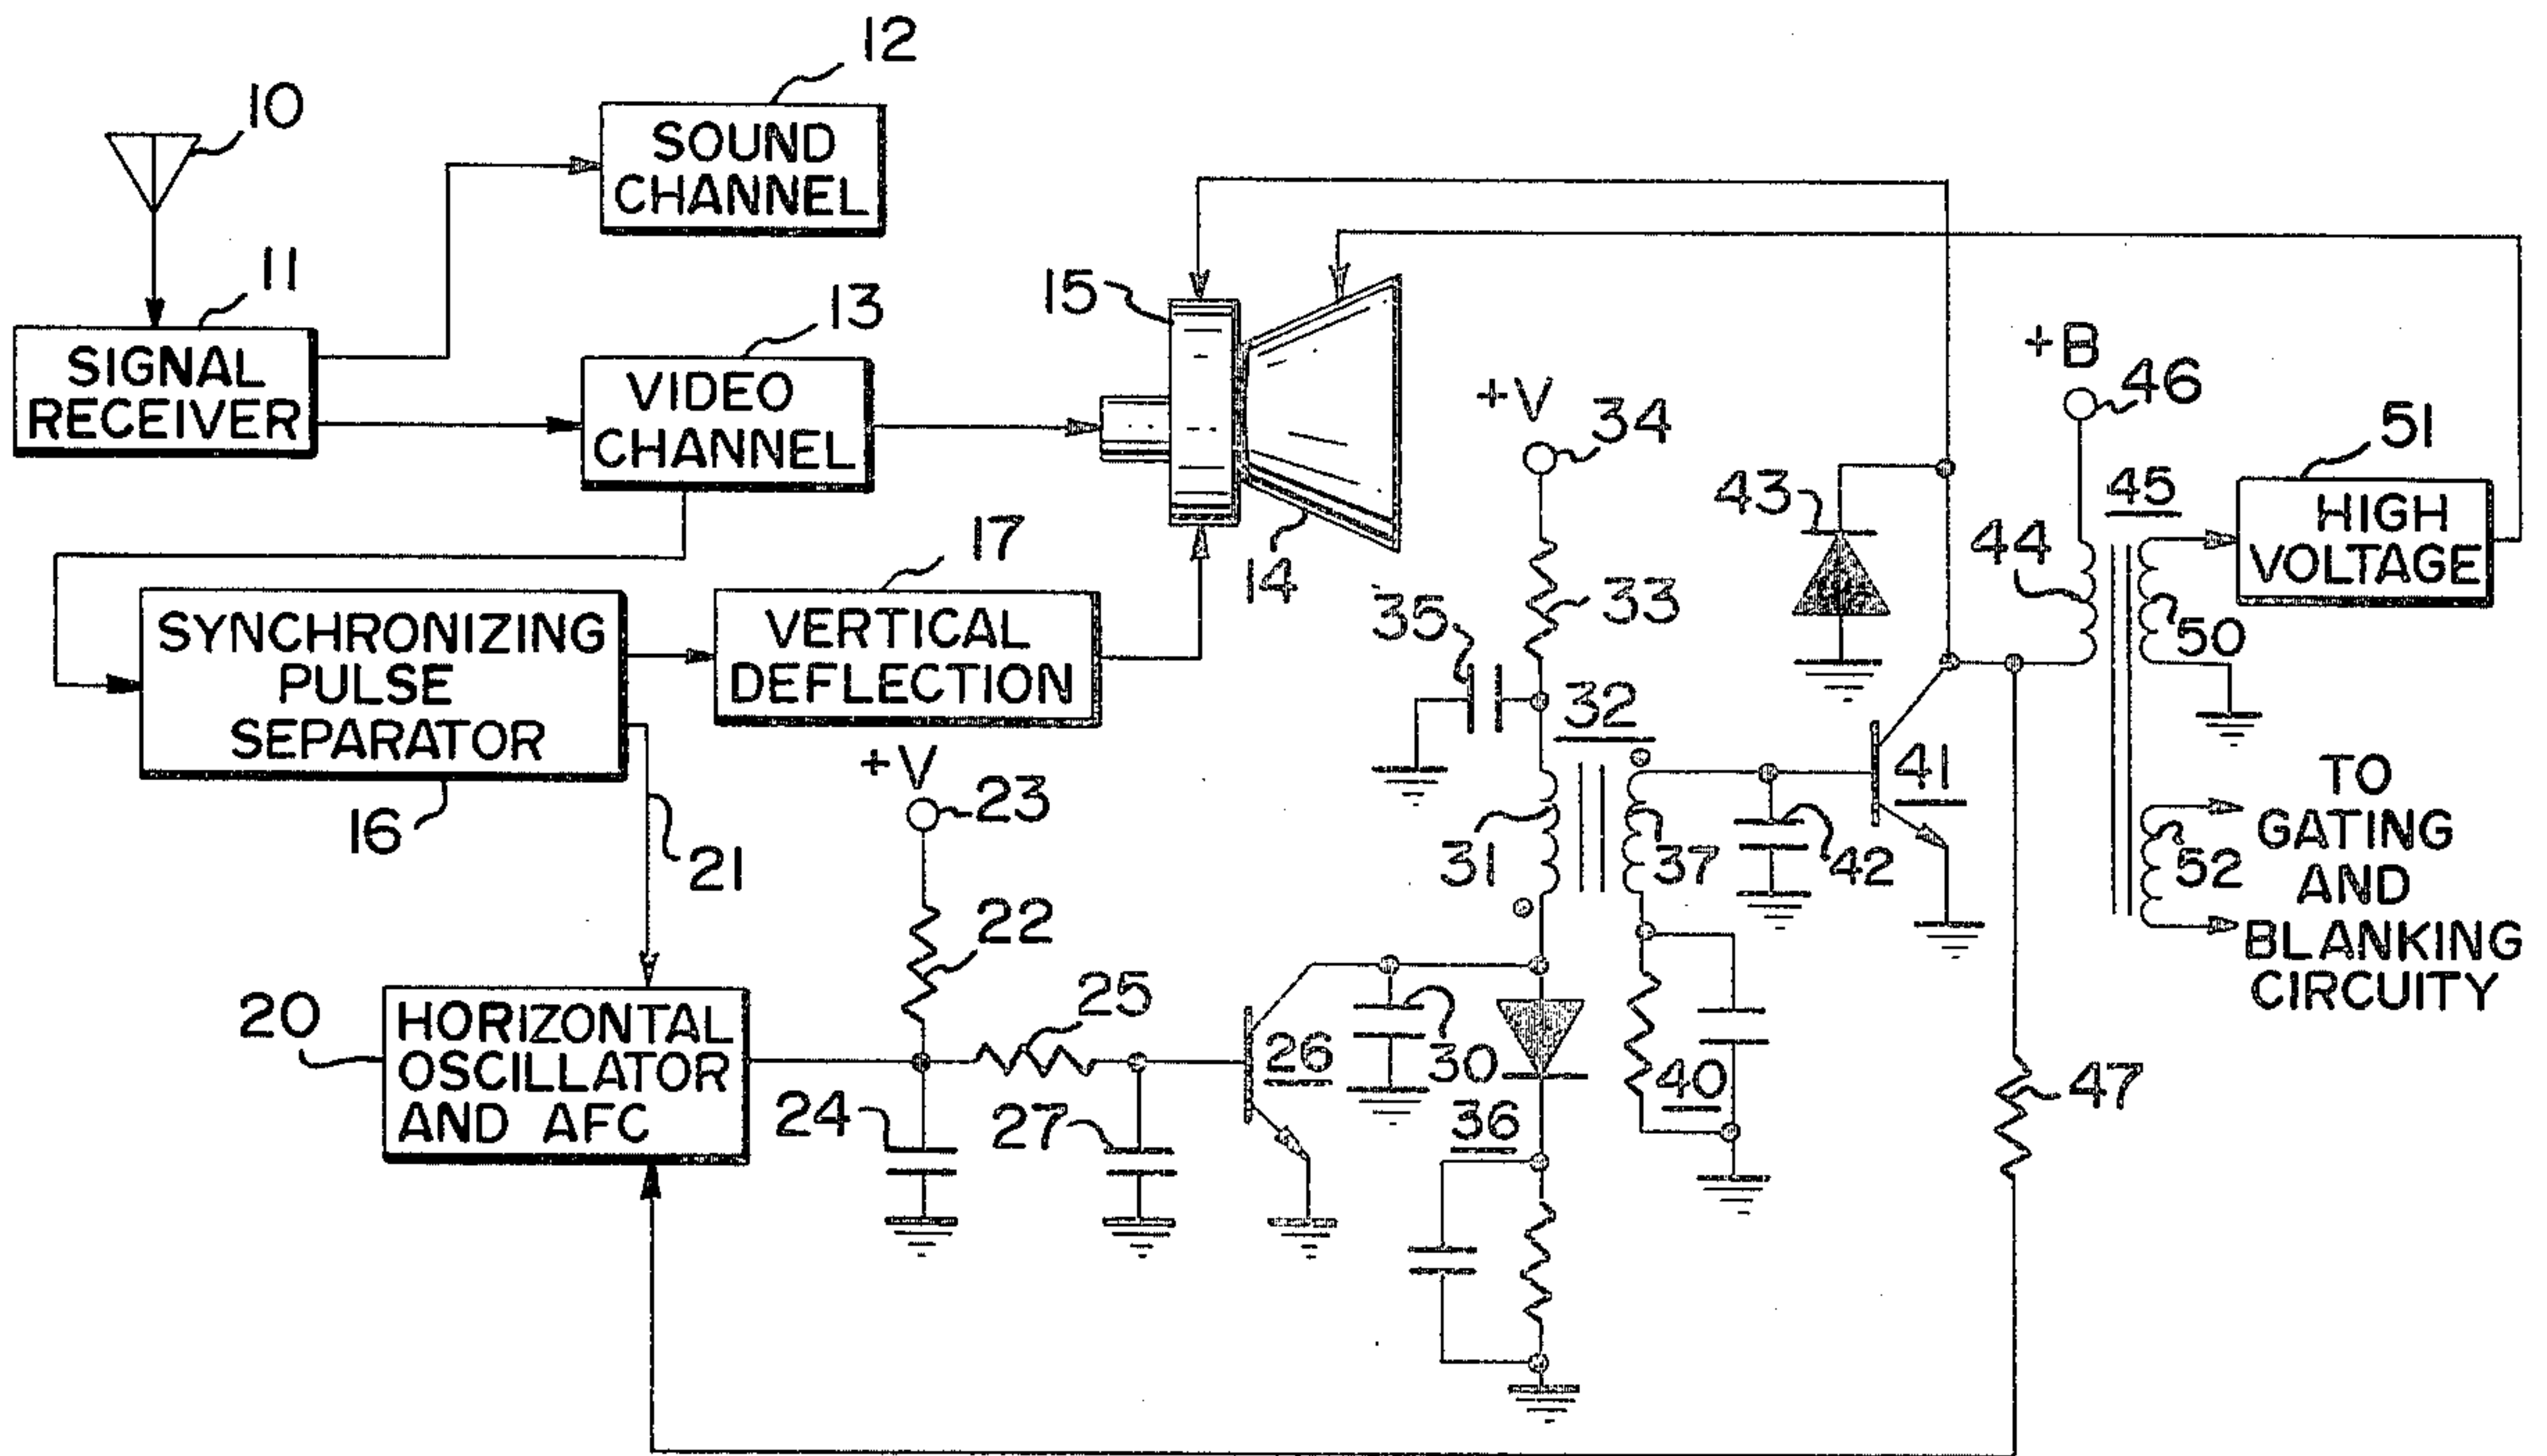 10
12
SOUND
CHANNEL
11
SIGNAL
RECEIVER
13
VIDEO
CHANNEL
15
14
+V
34
33
35
+B
46
43
44
45
51
HIGH
VOLTAGE
50
SYNCHRONIZING
PULSE
SEPARATOR
16
17
VERTICAL
DEFLECTION
21
+V
23
22
32
31
37
42
41
52
TO
GATING
AND
BLANKING
CIRCUITY
20
HORIZONTAL
OSCILLATOR
AND AFC
25
24
27
26
30
36
40
47